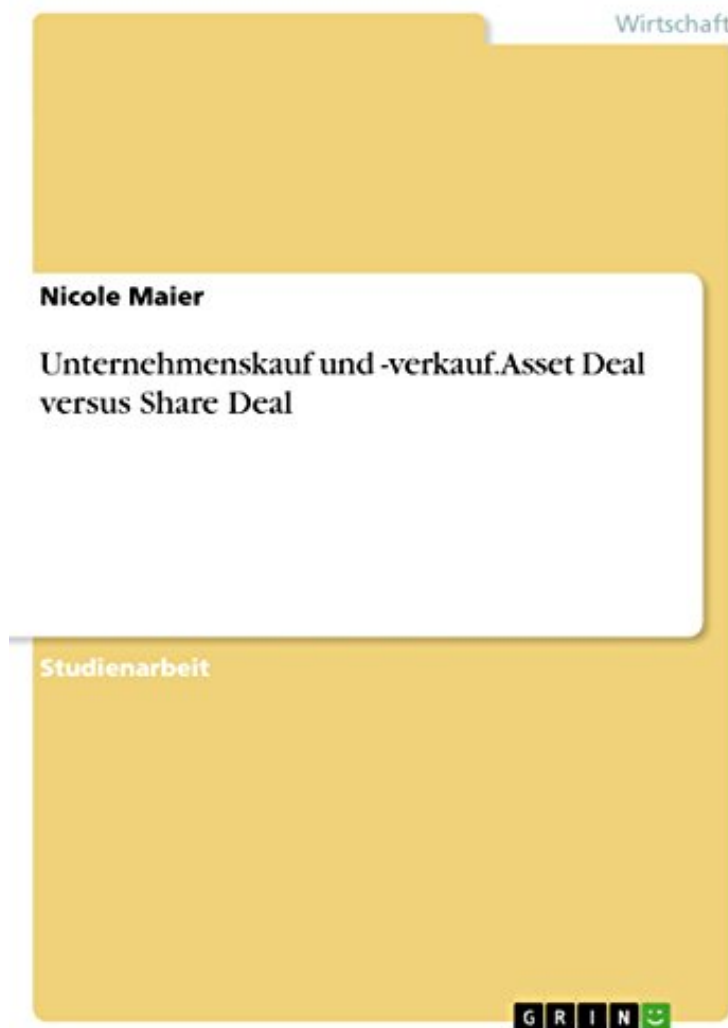 Wirtschaft
Nicole Maier
Unternehmenskauf und -verkauf. Asset Deal
versus Share Deal
Studienarbeit
GRIN